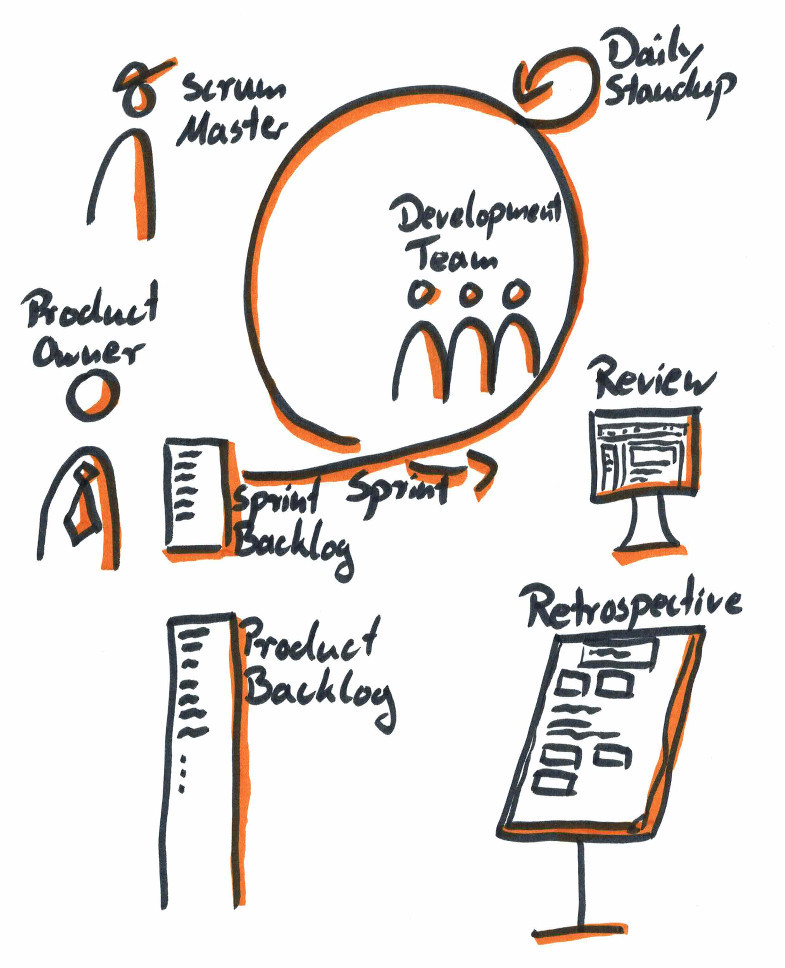 Daily
Standup
Scrum
Master
Development
Team
Product
Owner
Review
Sprint
Sprint
Backlog
Retrospective
Product
Backlog